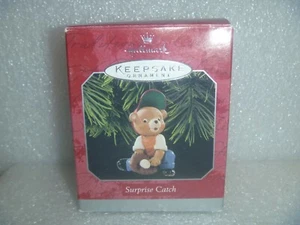 Hallmark
KEEPSAKE
ORNAMENT
Surprise Catch